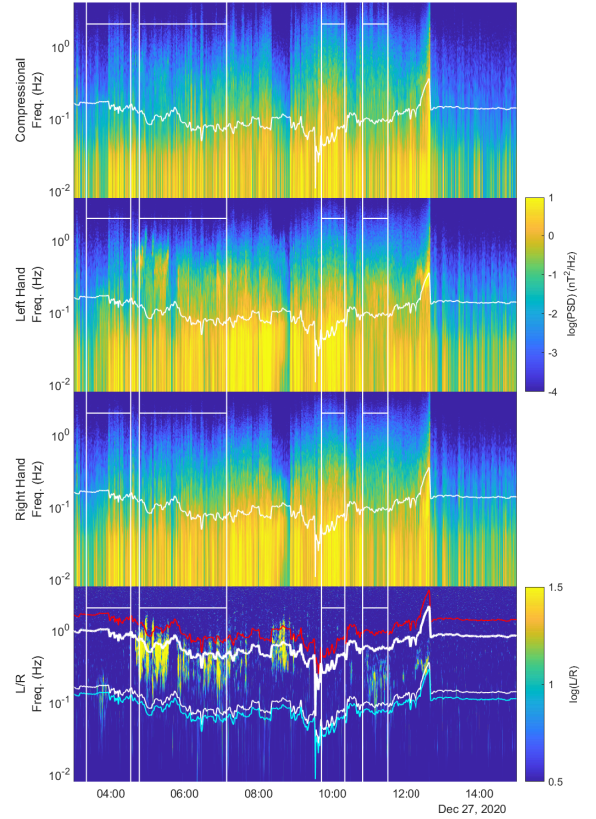 Compressional
Freq. (Hz)
10⁰
10⁻¹
10⁻²
Left Hand
Freq. (Hz)
10⁰
10⁻¹
10⁻²
1
0
-1
-2
-3
-4
log(PSD) (nT²/Hz)
Right Hand
Freq. (Hz)
10⁰
10⁻¹
10⁻²
L/R
Freq. (Hz)
10⁰
10⁻¹
10⁻²
1.5
1
0.5
log(L/R)
04:00 06:00 08:00 10:00 12:00 14:00
Dec 27, 2020